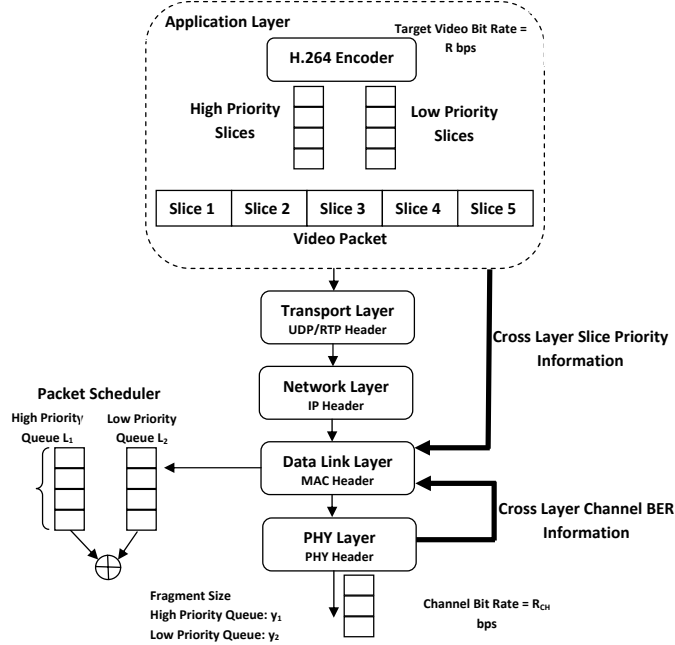 Application Layer
Target Video Bit Rate =
R bps
H.264 Encoder
High Priority
Slices
Low Priority
Slices
Slice 1 Slice 2 Slice 3 Slice 4 Slice 5
Video Packet
Transport Layer
UDP/RTP Header
Cross Layer Slice Priority
Information
Network Layer
IP Header
Packet Scheduler
High Priority
Queue L₁
Low Priority
Queue L₂
Data Link Layer
MAC Header
Cross Layer Channel BER
Information
PHY Layer
PHY Header
Fragment Size
High Priority Queue: y₁
Low Priority Queue: y₂
Channel Bit Rate = R_CH
bps